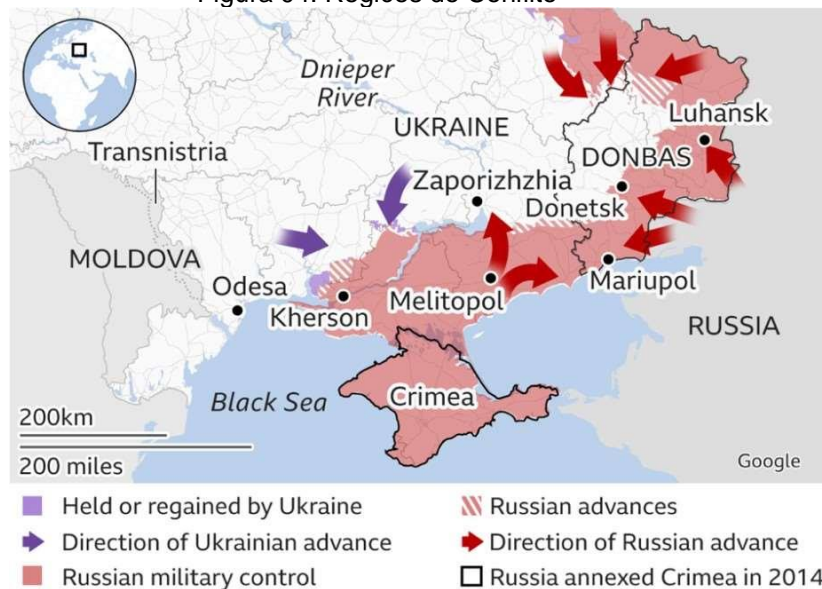 Dnieper
River
Luhansk
UKRAINE
Transnistria
DONBAS
Zaporizhzhia
Donetsk
MOLDOVA
Odesa
Mariupol
Melitopol
Kherson
RUSSIA
Crimea
Black Sea
200km
200 miles
Google
Held or regained by Ukraine
Russian advances
Direction of Ukrainian advance
Direction of Russian advance
Russian military control
Russia annexed Crimea in 2014